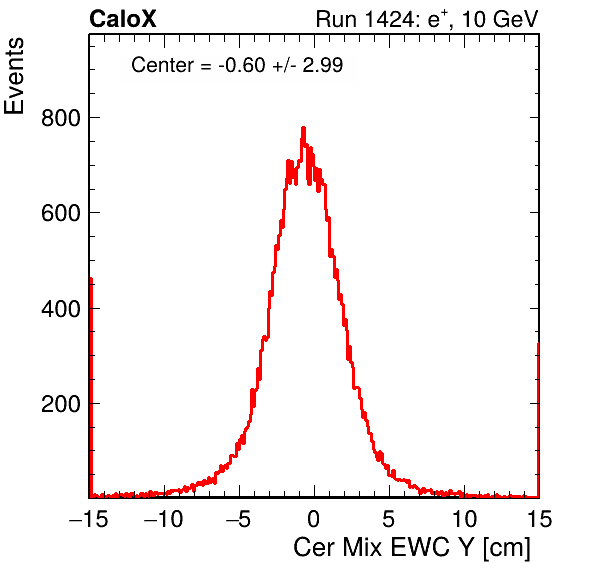 CaloX
Run 1424: e+, 10 GeV
Center = -0.60 +/- 2.99
Events
800
600
400
200
−15 −10 −5 0 5 10 15
Cer Mix EWC Y [cm]